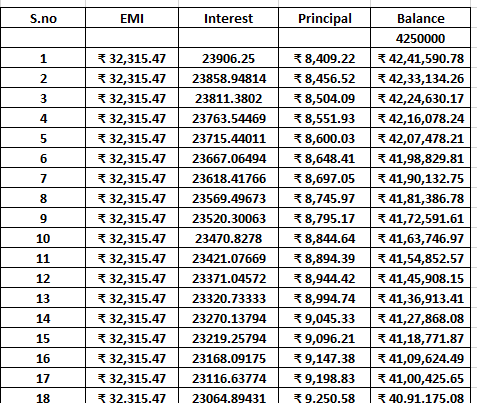 S.no EMI Interest Principal Balance
4250000
1 ₹ 32,315.47 23906.25 ₹ 8,409.22 ₹ 42,41,590.78
2 ₹ 32,315.47 23858.94814 ₹ 8,456.52 ₹ 42,33,134.26
3 ₹ 32,315.47 23811.3802 ₹ 8,504.09 ₹ 42,24,630.17
4 ₹ 32,315.47 23763.54469 ₹ 8,551.93 ₹ 42,16,078.24
5 ₹ 32,315.47 23715.44011 ₹ 8,600.03 ₹ 42,07,478.21
6 ₹ 32,315.47 23667.06494 ₹ 8,648.41 ₹ 41,98,829.81
7 ₹ 32,315.47 23618.41766 ₹ 8,697.05 ₹ 41,90,132.75
8 ₹ 32,315.47 23569.49673 ₹ 8,745.97 ₹ 41,81,386.78
9 ₹ 32,315.47 23520.30063 ₹ 8,795.17 ₹ 41,72,591.61
10 ₹ 32,315.47 23470.8278 ₹ 8,844.64 ₹ 41,63,746.97
11 ₹ 32,315.47 23421.07669 ₹ 8,894.39 ₹ 41,54,852.57
12 ₹ 32,315.47 23371.04572 ₹ 8,944.42 ₹ 41,45,908.15
13 ₹ 32,315.47 23320.73333 ₹ 8,994.74 ₹ 41,36,913.41
14 ₹ 32,315.47 23270.13794 ₹ 9,045.33 ₹ 41,27,868.08
15 ₹ 32,315.47 23219.25794 ₹ 9,096.21 ₹ 41,18,771.87
16 ₹ 32,315.47 23168.09175 ₹ 9,147.38 ₹ 41,09,624.49
17 ₹ 32,315.47 23116.63774 ₹ 9,198.83 ₹ 41,00,425.65
18 ₹ 32,315.47 23064.89431 ₹ 9,250.58 ₹ 40,91,175.08